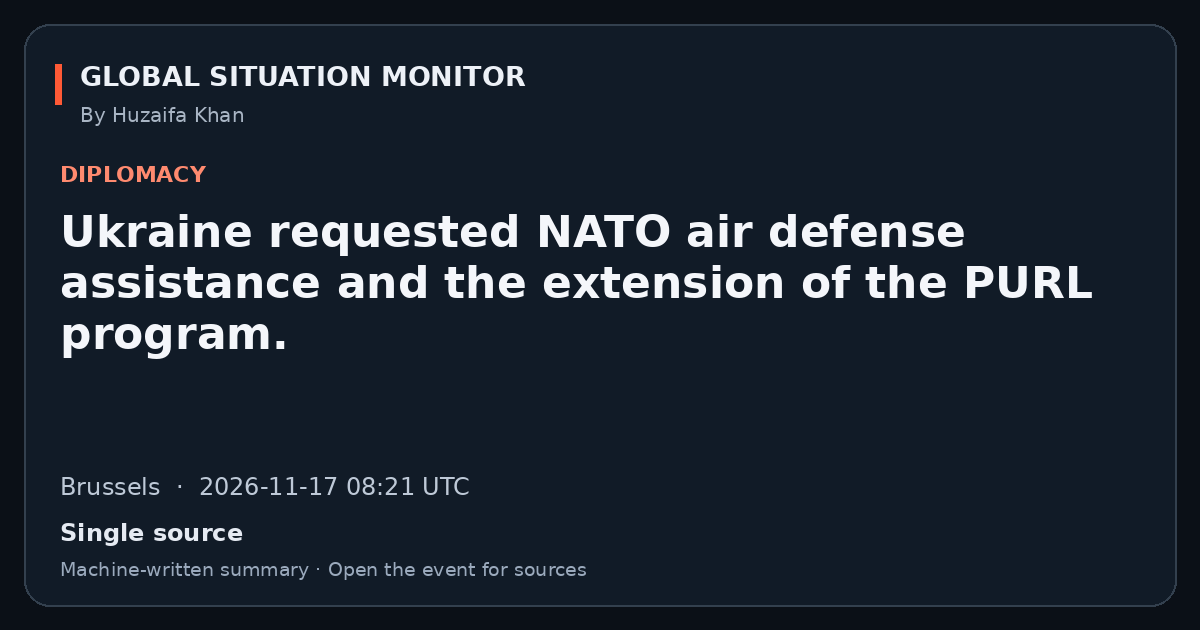 GLOBAL SITUATION MONITOR
By Huzaifa Khan
DIPLOMACY
Ukraine requested NATO air defense
assistance and the extension of the PURL
program.
Brussels · 2026-11-17 08:21 UTC
Single source
Machine-written summary · Open the event for sources